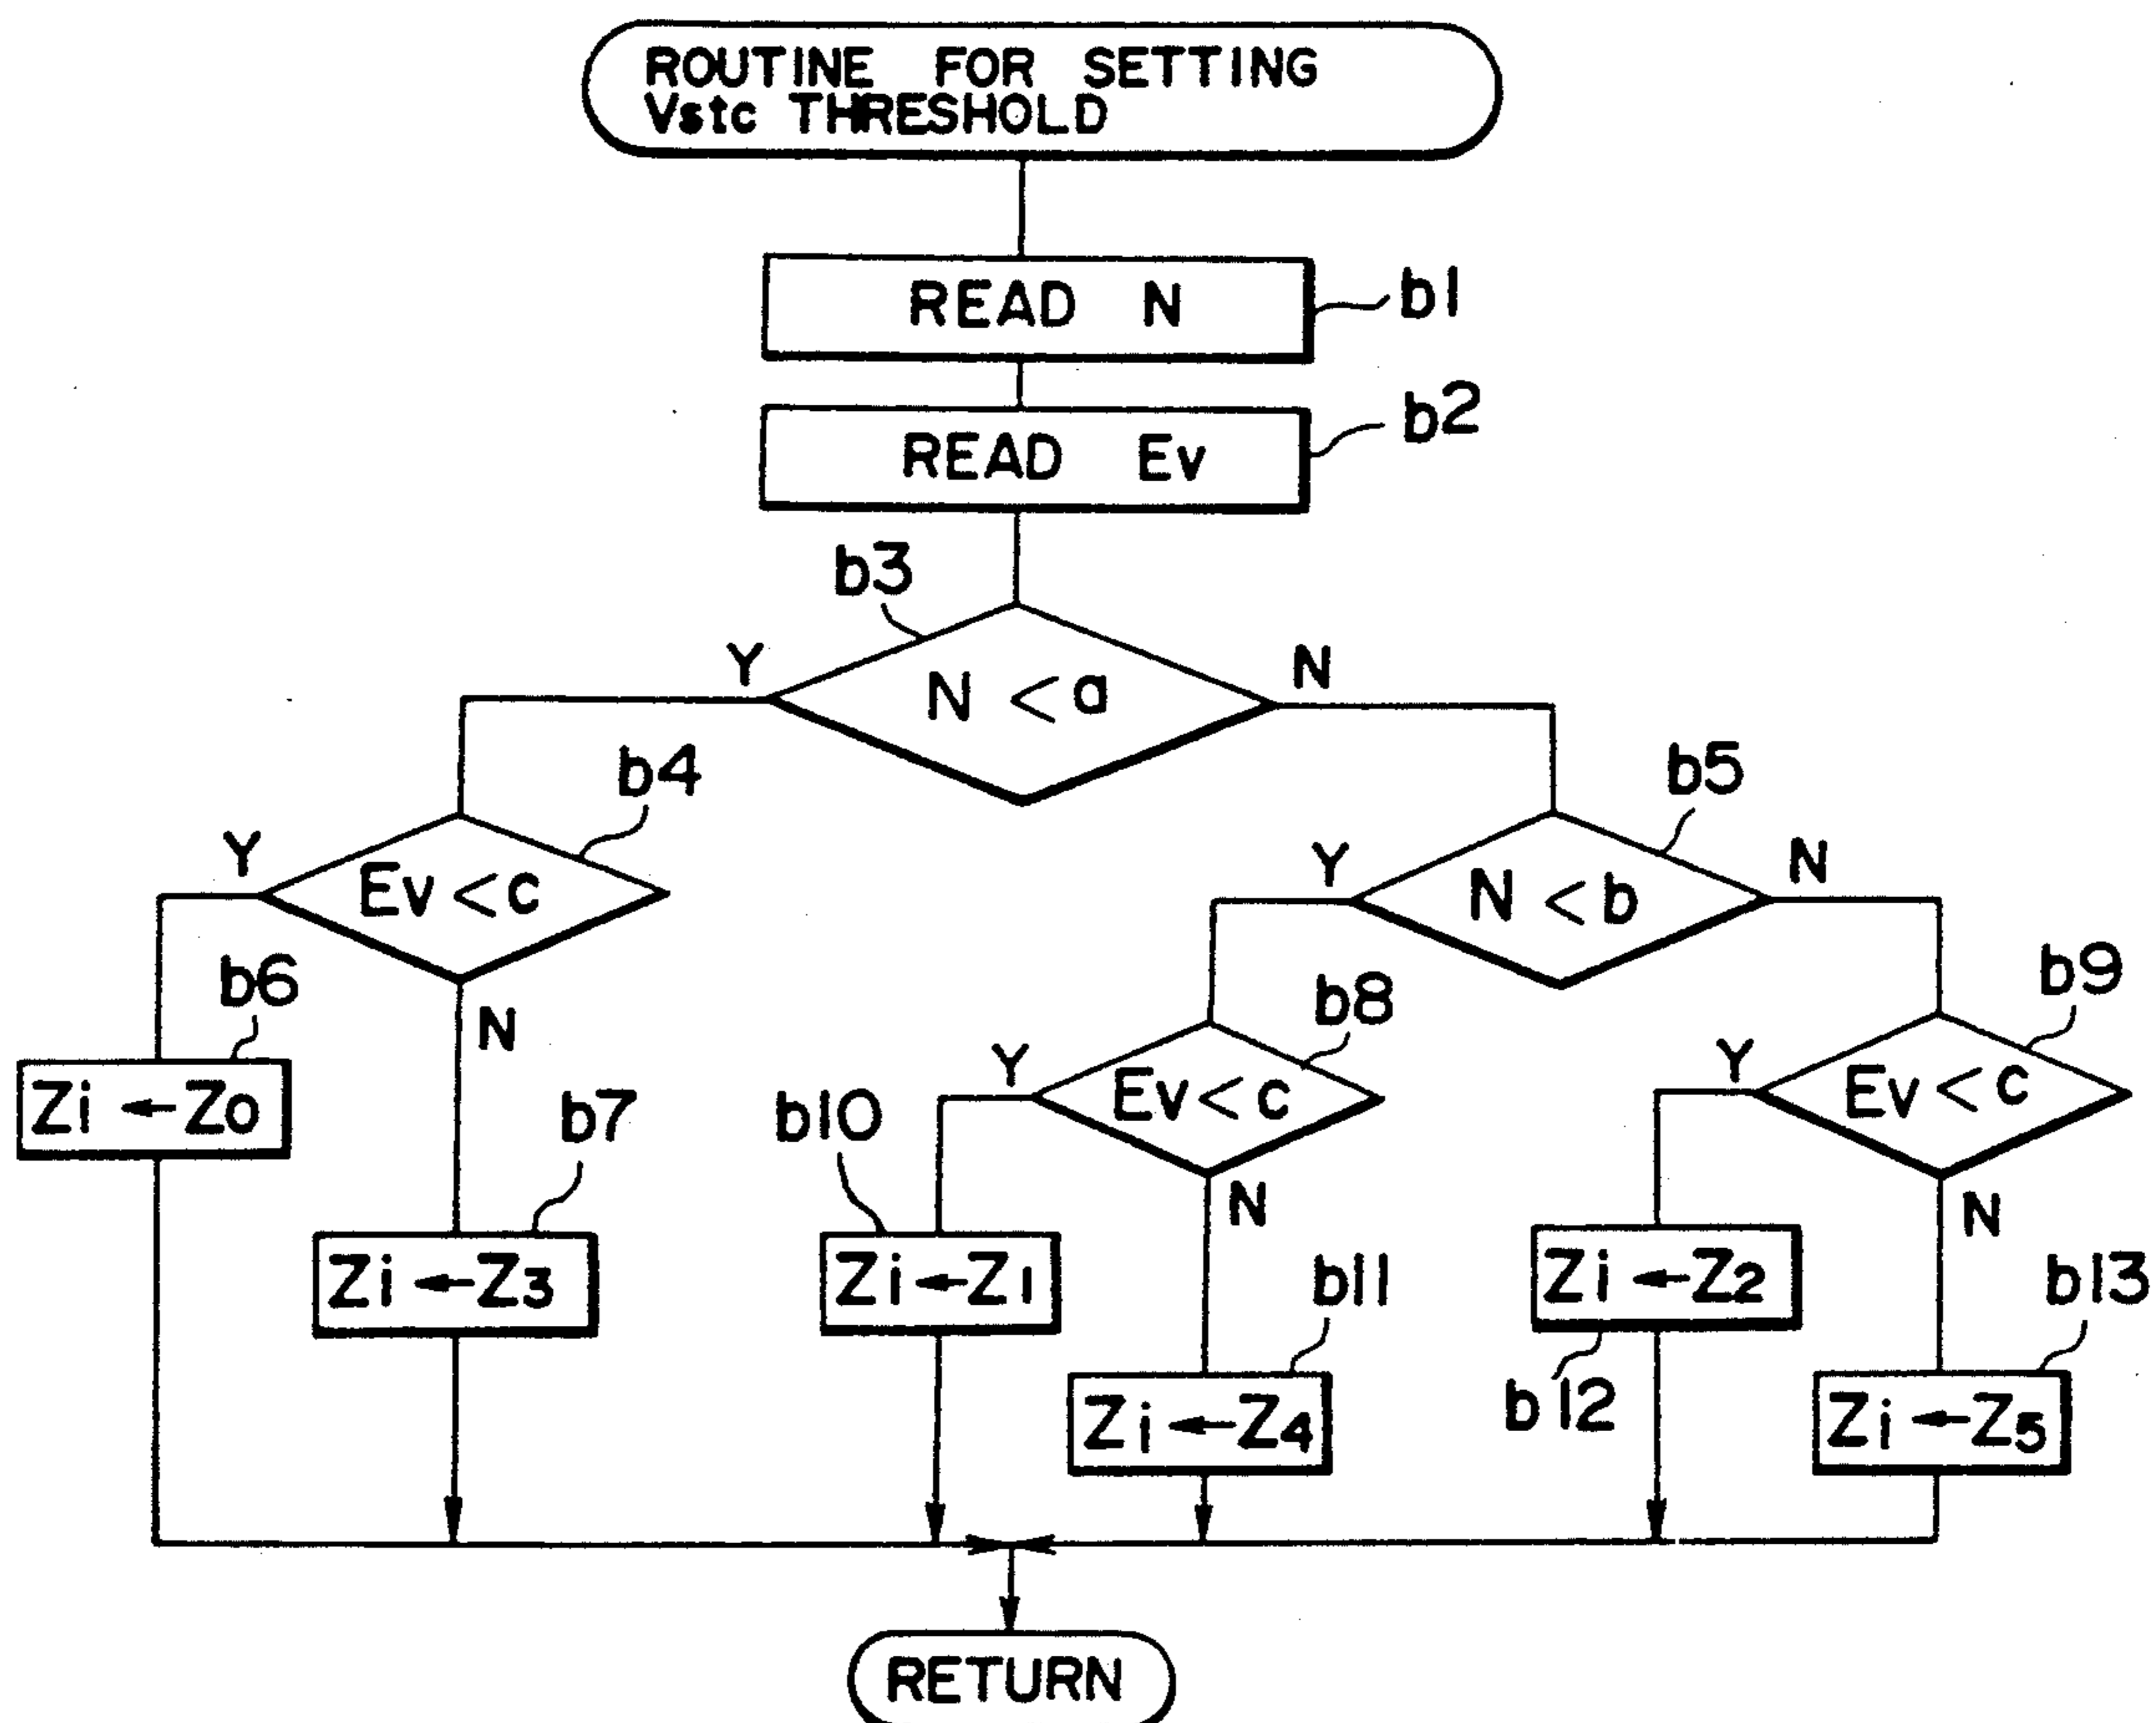 ROUTINE FOR SETTING
Vstc THRESHOLD
READ N
b1
READ Ev
b2
b3
N < a
Y
N
b4
Ev < c
Y
N
b5
N < b
Y
N
b6
Zi ← Z0
b7
Zi ← Z3
b8
Ev < c
Y
N
b9
Ev < c
Y
N
b10
Zi ← Z1
b11
Zi ← Z4
Zi ← Z2
b12
b13
Zi ← Z5
RETURN